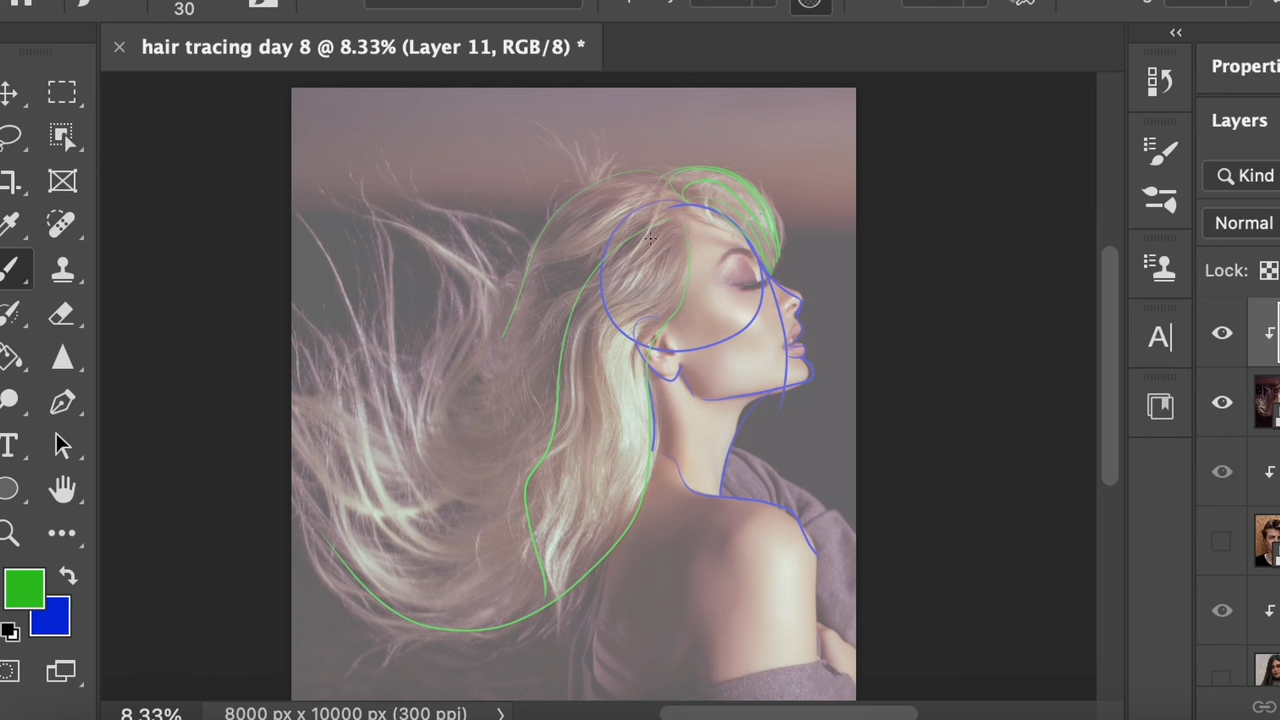 30
hair tracing day 8 @ 8.33% (Layer 11, RGB/8) *
Properti
Layers
Kind
Normal
Lock:
8.33%
8000 px x 10000 px (300 ppi)